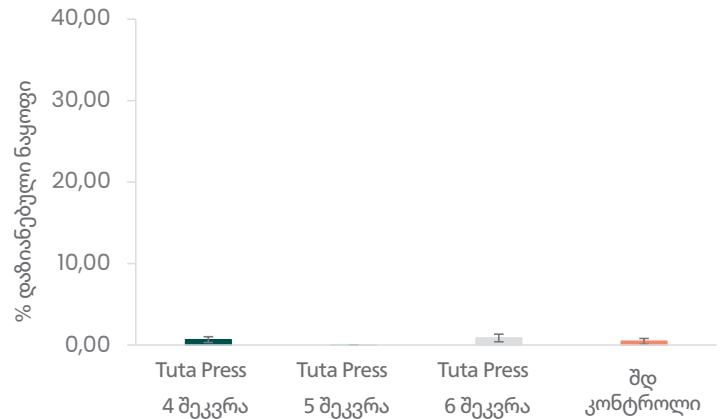 % დაზიანებული ნაყოფი
40,00
30,00
20,00
10,00
0,00
Tuta Press
4 შეკვრა
Tuta Press
5 შეკვრა
Tuta Press
6 შეკვრა
შდ
კონტროლი